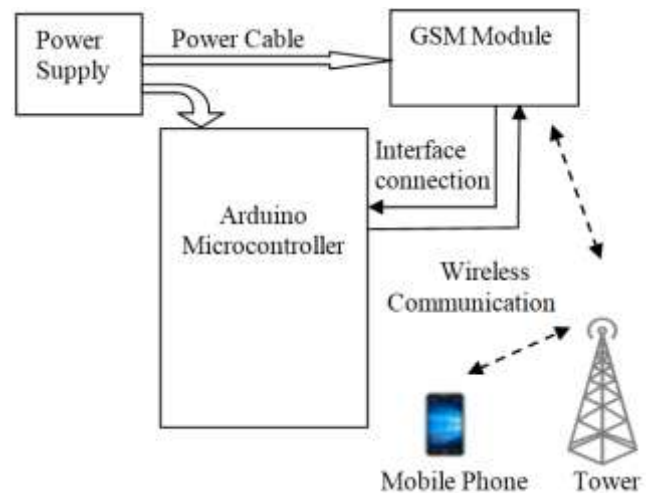 Power
Supply
Power Cable
GSM Module
Interface
connection
Arduino
Microcontroller
Wireless
Communication
Mobile Phone
Tower